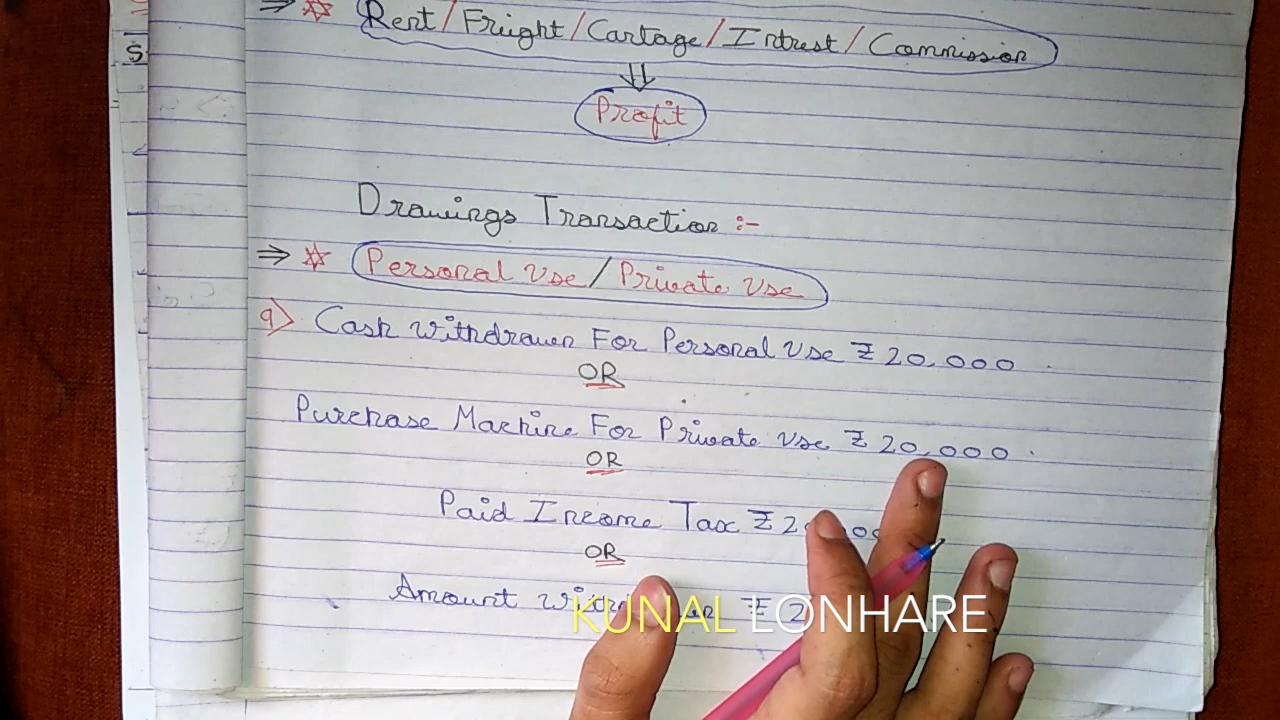 ⇒ ☆ Rent/Frieght/Cartage/Intrest/Commission
⇓
Profit
Drawings Transaction :-
⇒ ☆ Personal Use/Private Use
9> Cash Withdrawn For Personal Use ₹ 20,000
OR
Purchase Machine For Private use ₹ 20,000
OR
Paid Income Tax
OR
Amount
KUNAL LONHARE
S